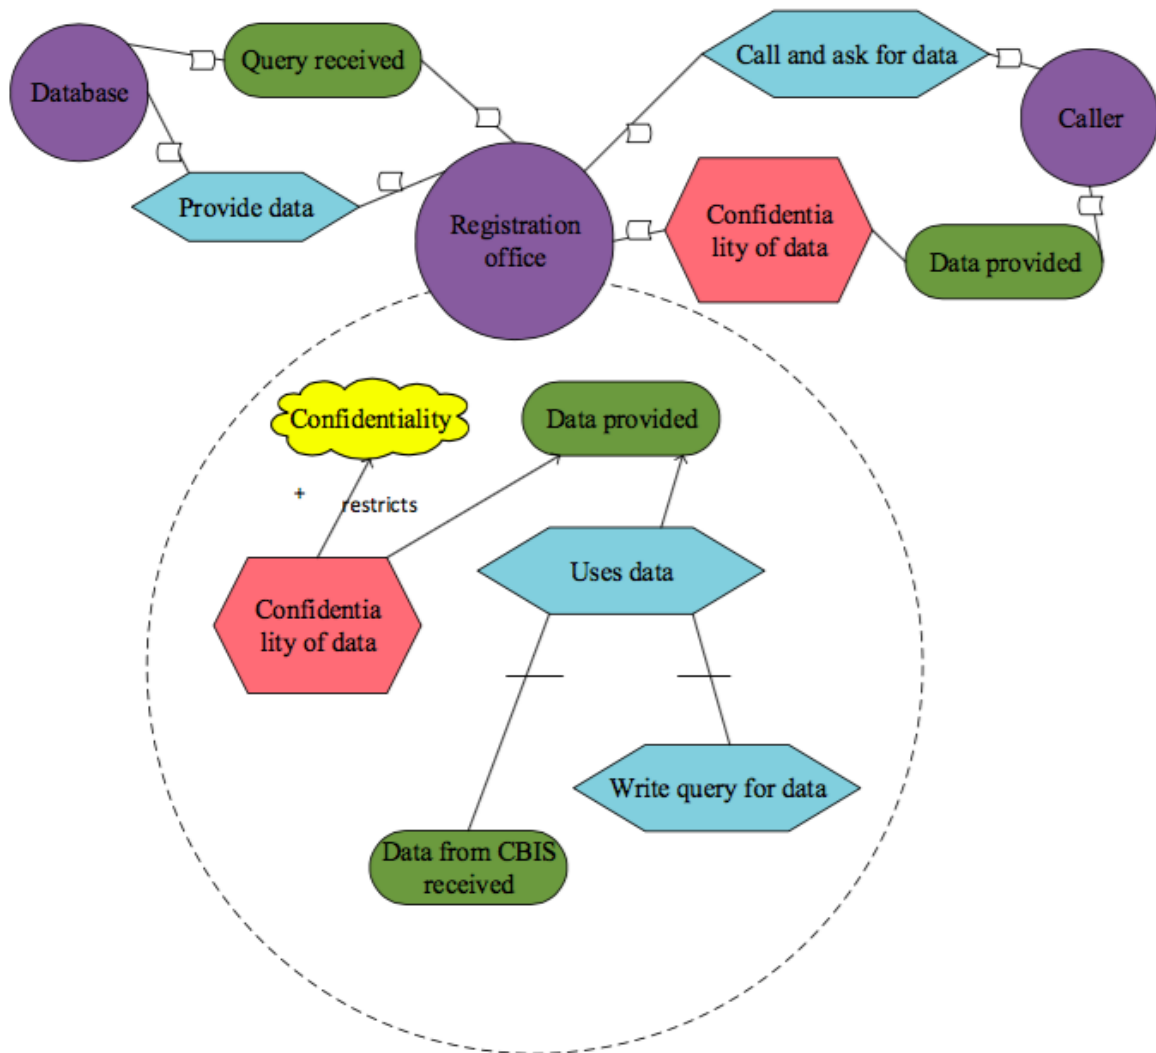 Query received
Call and ask for data
Database
Caller
Provide data
Registration
office
Confidentia
lity of data
Data provided
Confidentiality
Data provided
+
restricts
Confidentia
lity of data
Uses data
Write query for data
Data from CBIS
received